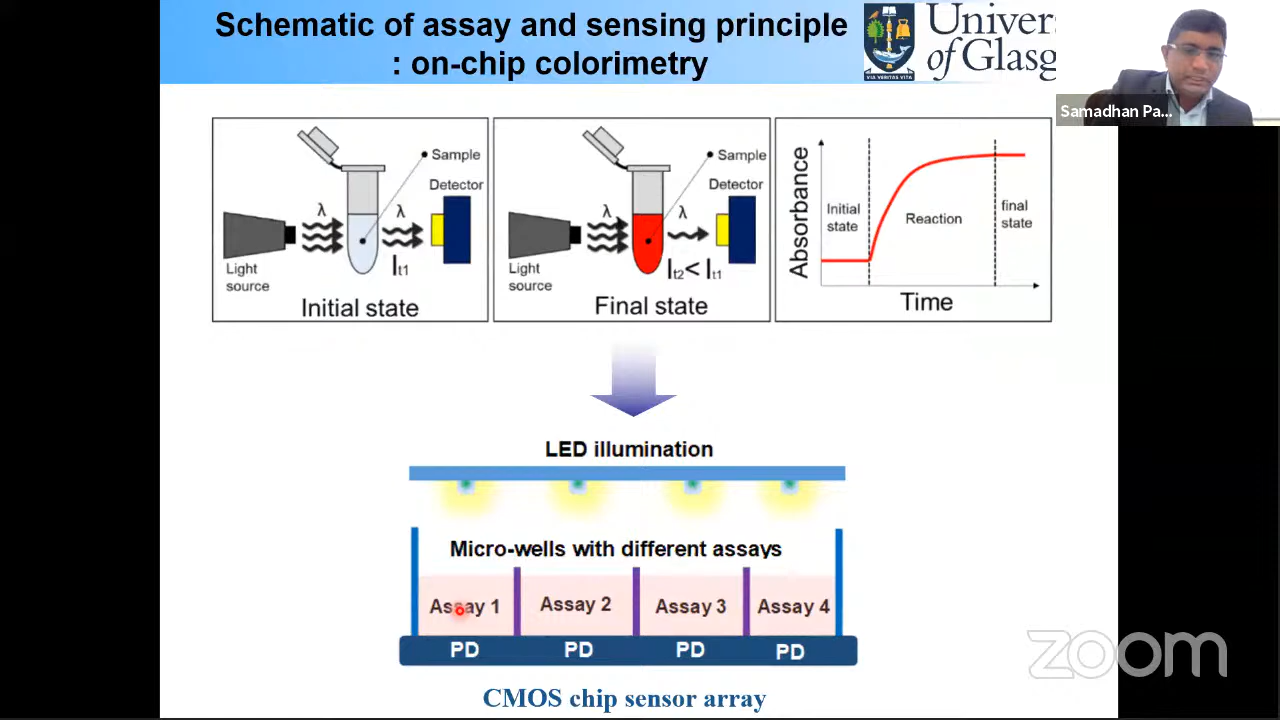 Schematic of assay and sensing principle
: on-chip colorimetry
of
VIA VERITAS VITA
Samadhan Pa...
Sample
Detector
λ
λ
It1
Light
source
Initial state
Sample
Detector
λ
λ
It2< It1
Light
source
Final state
Absorbance
Initial
state
Reaction
final
state
Time
LED illumination
Micro-wells with different assays
Assay 1
Assay 2
Assay 3
Assay 4
PD
PD
PD
PD
CMOS chip sensor array
zoom